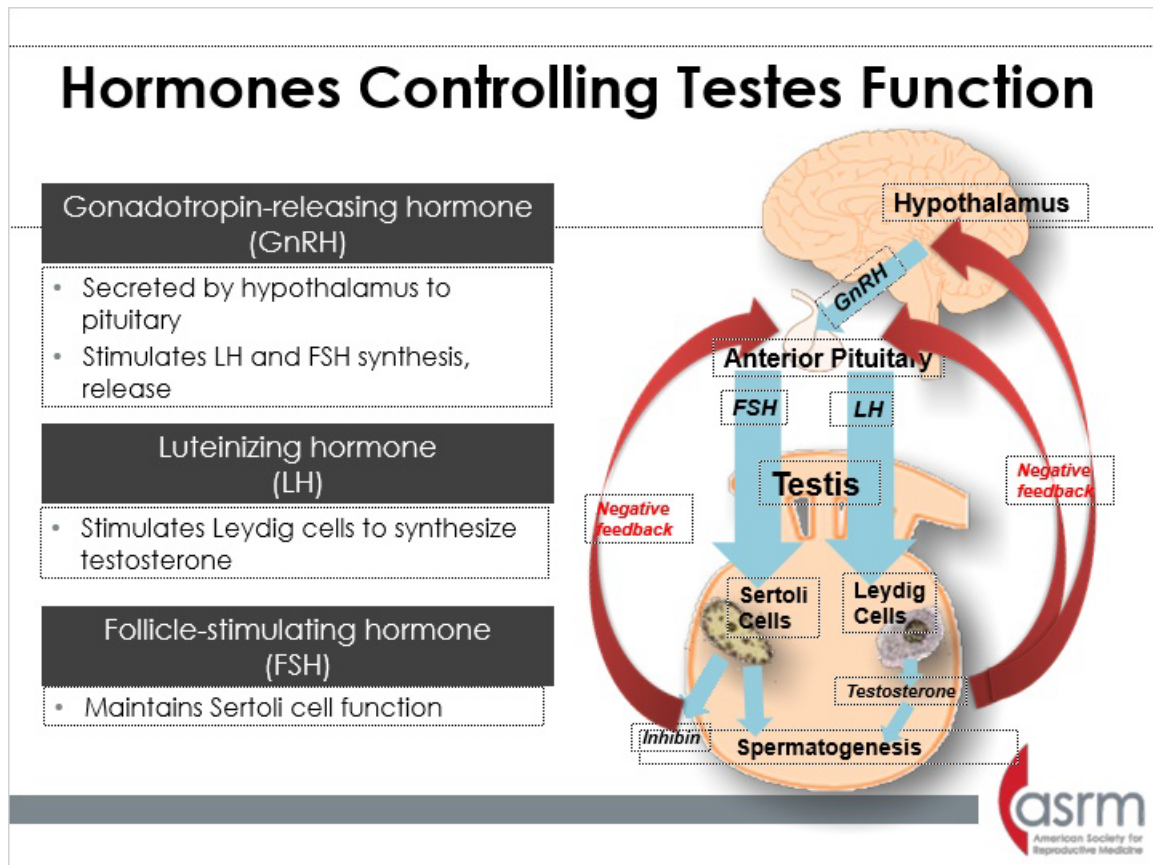 Hormones Controlling Testes Function
Gonadotropin-releasing hormone
(GnRH)
• Secreted by hypothalamus to
pituitary
• Stimulates LH and FSH synthesis,
release
Luteinizing hormone
(LH)
• Stimulates Leydig cells to synthesize
testosterone
Follicle-stimulating hormone
(FSH)
• Maintains Sertoli cell function
Hypothalamus
GnRH
Anterior Pituitary
FSH
LH
Testis
Negative
feedback
Negative
feedback
Sertoli
Cells
Leydig
Cells
Testosterone
Inhibin
Spermatogenesis
asrm
American Society for
Reproductive Medicine